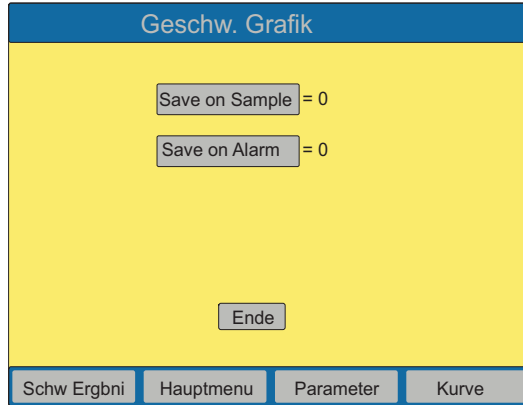 Geschw. Grafik
Save on Sample = 0
Save on Alarm = 0
Ende
Schw Ergbni Hauptmenu Parameter Kurve